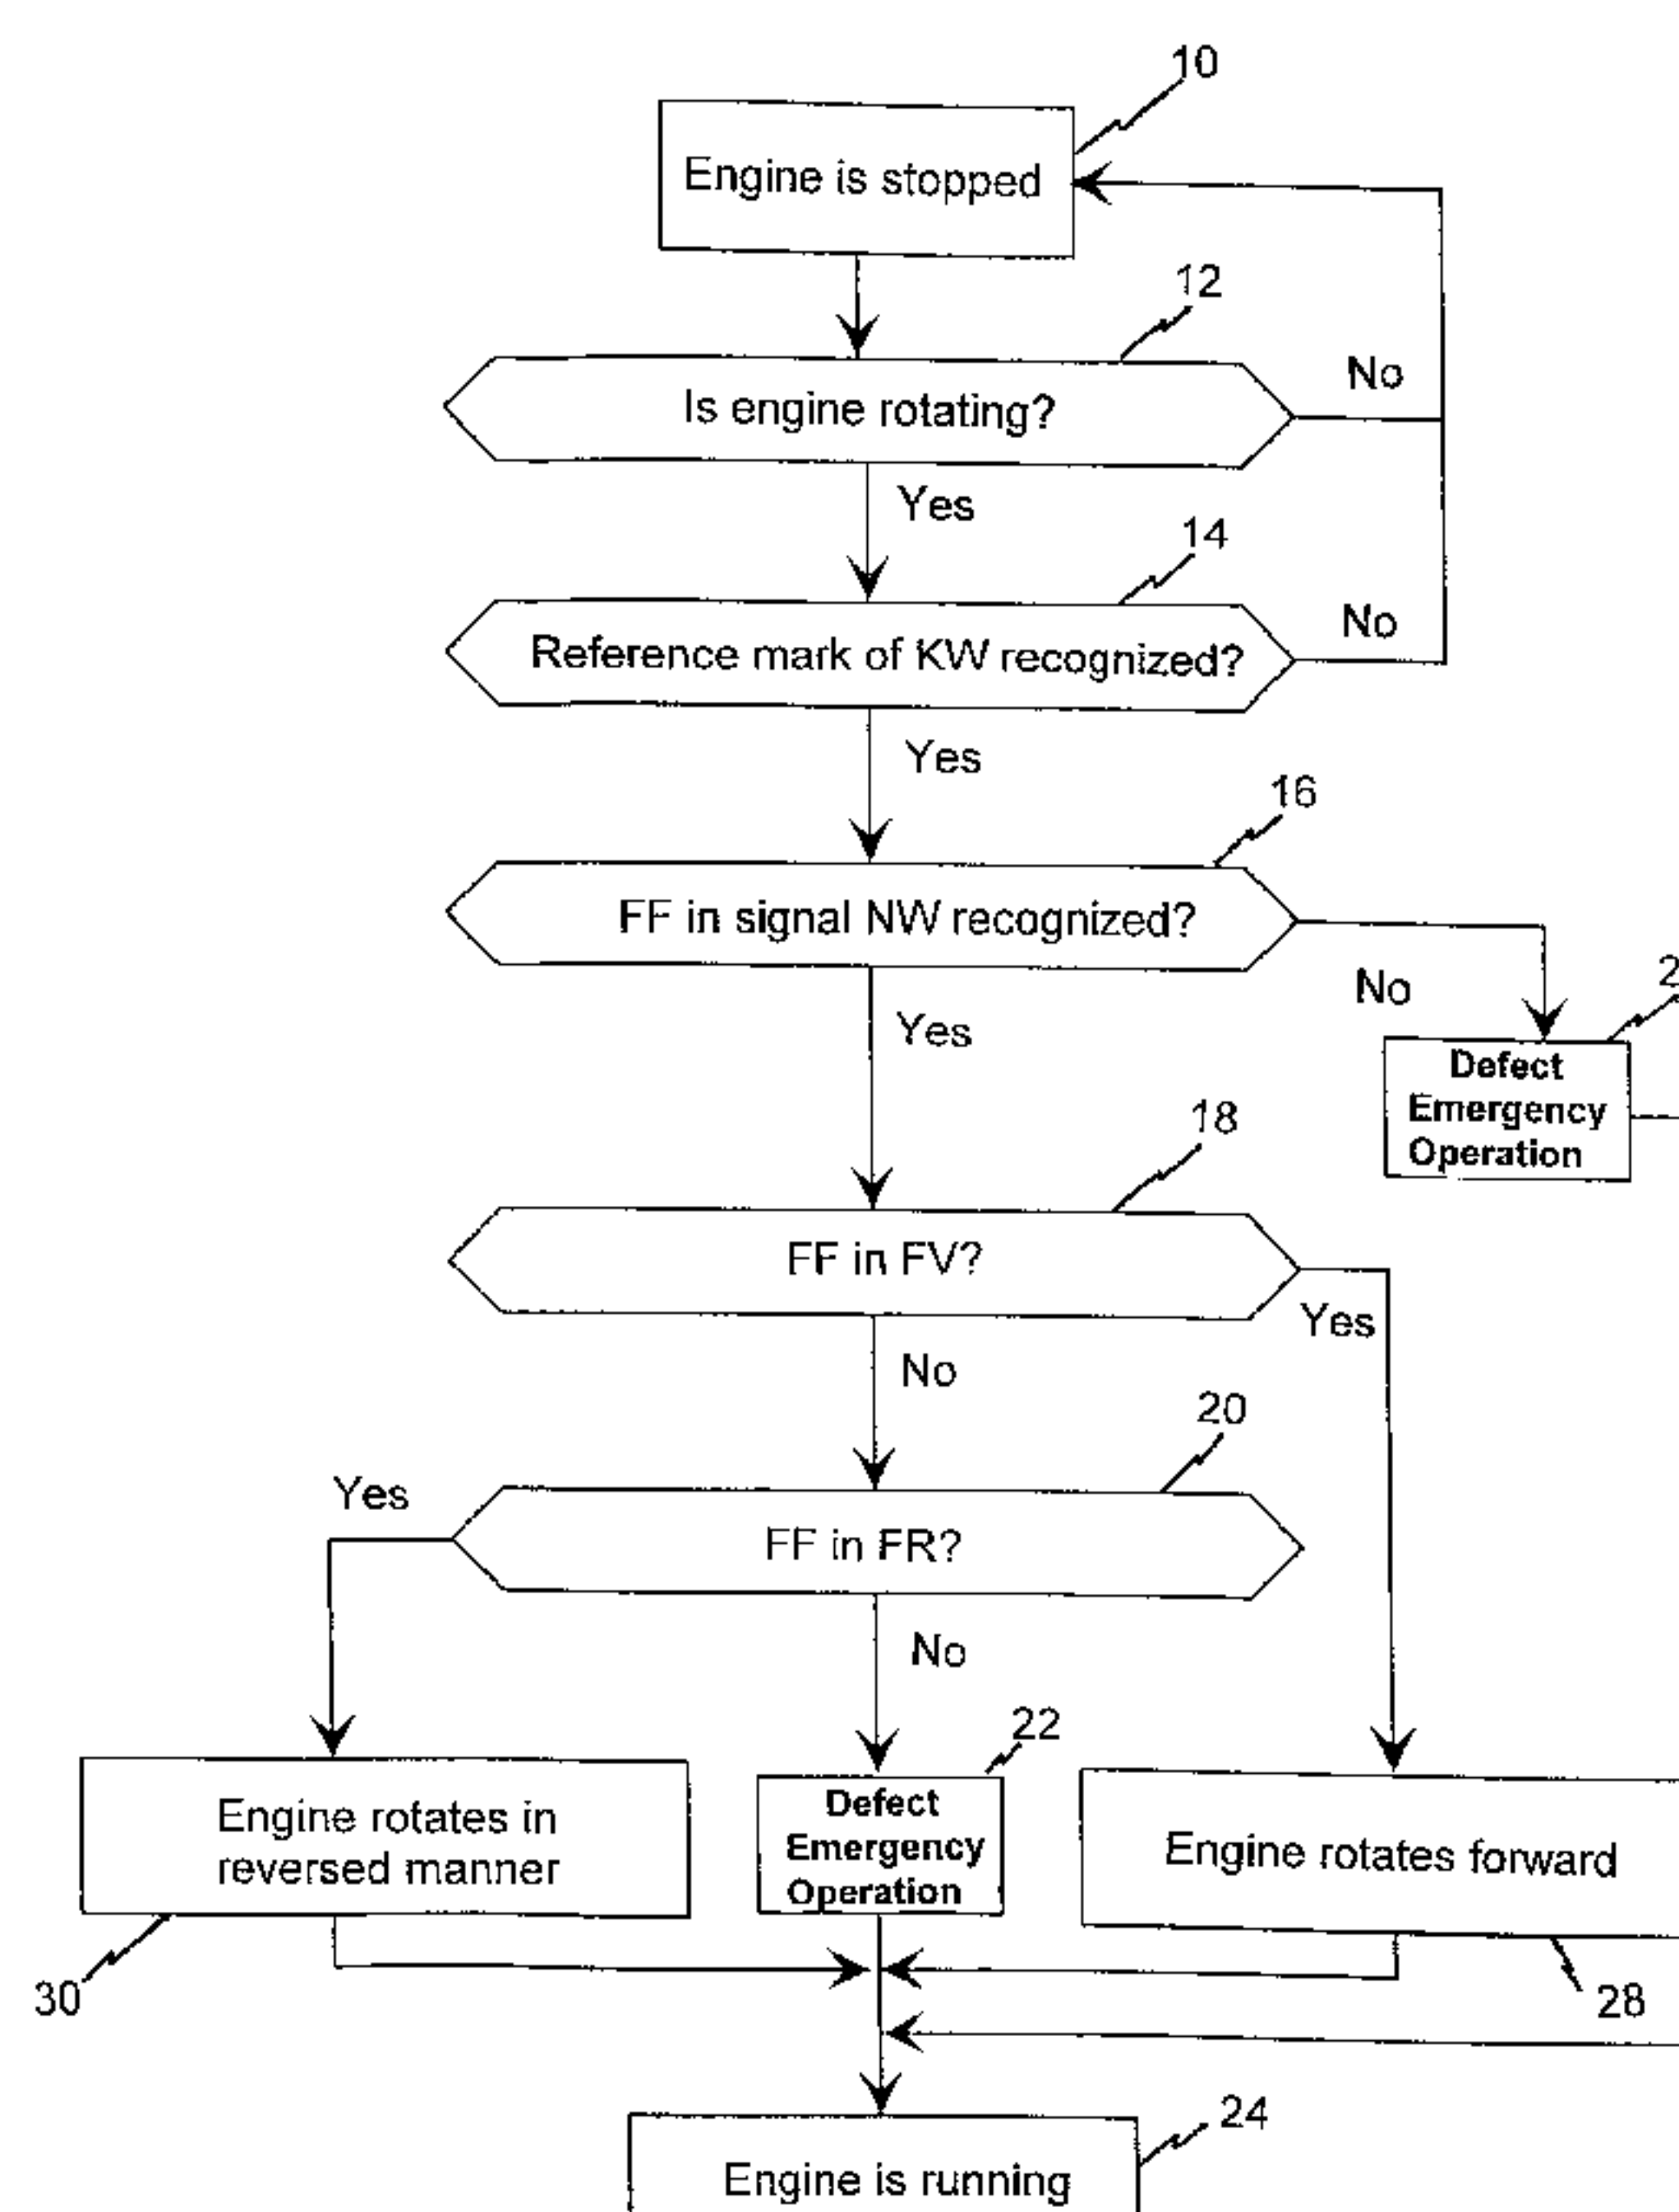 10
Engine is stopped
12
No
Is engine rotating?
Yes
14
No
Reference mark of KW recognized?
Yes
16
FF in signal NW recognized?
No
Yes
Defect
Emergency
Operation
18
FF in FV?
Yes
No
20
Yes
FF in FR?
No
22
Engine rotates in
reversed manner
Defect
Emergency
Operation
Engine rotates forward
30
28
24
Engine is running